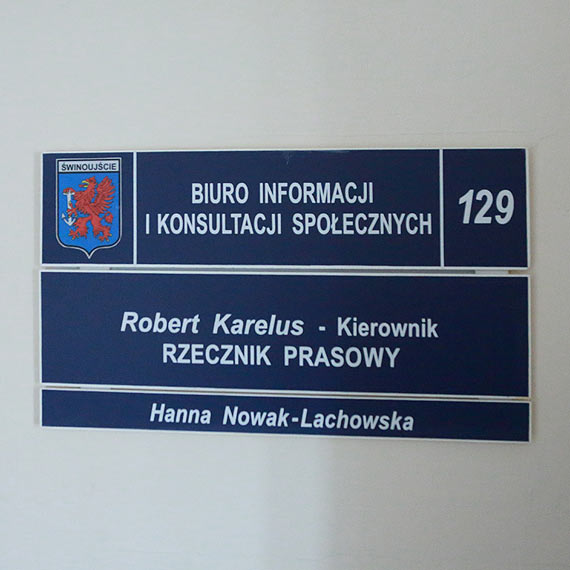 ŚWINOUJŚCIE
BIURO INFORMACJI
I KONSULTACJI SPOŁECZNYCH
129
Robert Karelus - Kierownik
RZECZNIK PRASOWY
Hanna Nowak-Lachowska